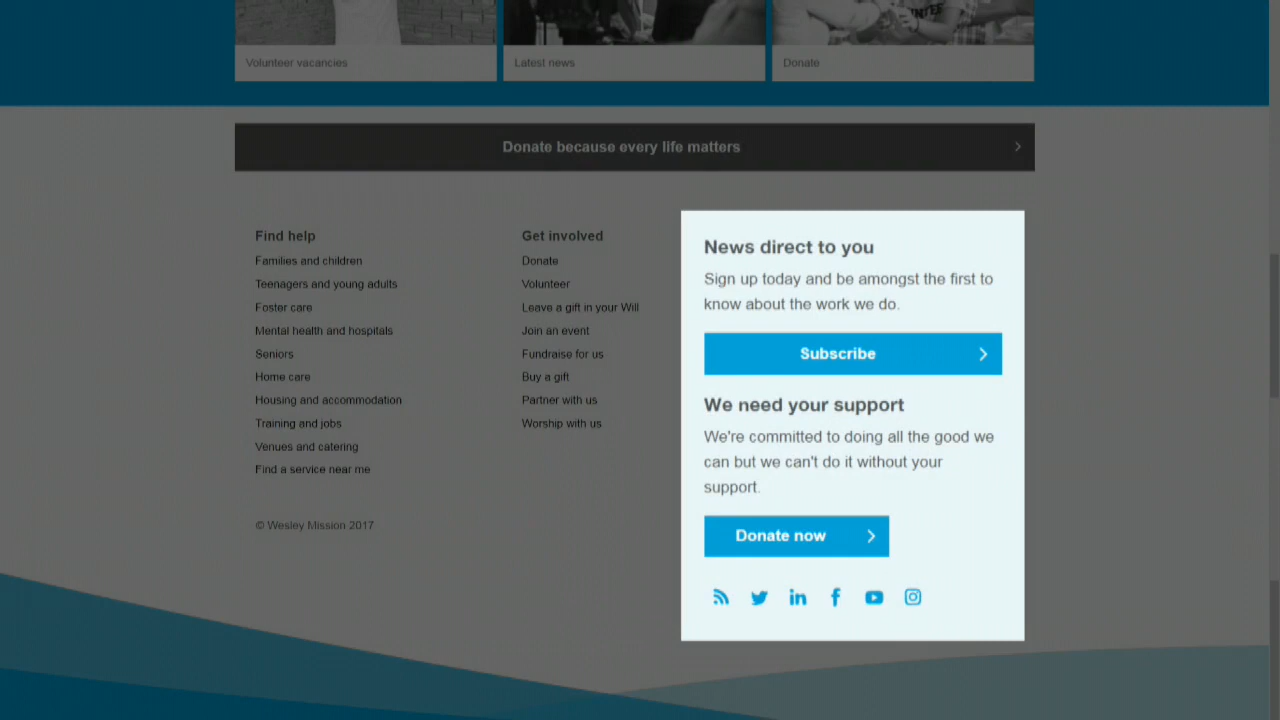 Volunteer vacancies
Latest news
Donate
Donate because every life matters
Find help
Families and children
Teenagers and young adults
Foster care
Mental health and hospitals
Seniors
Home care
Housing and accommodation
Training and jobs
Venues and catering
Find a service near me
© Wesley Mission 2017
Get involved
Donate
Volunteer
Leave a gift in your Will
Join an event
Fundraise for us
Buy a gift
Partner with us
Worship with us
News direct to you
Sign up today and be amongst the first to
know about the work we do.
Subscribe
We need your support
We're committed to doing all the good we
can but we can't do it without your
support.
Donate now